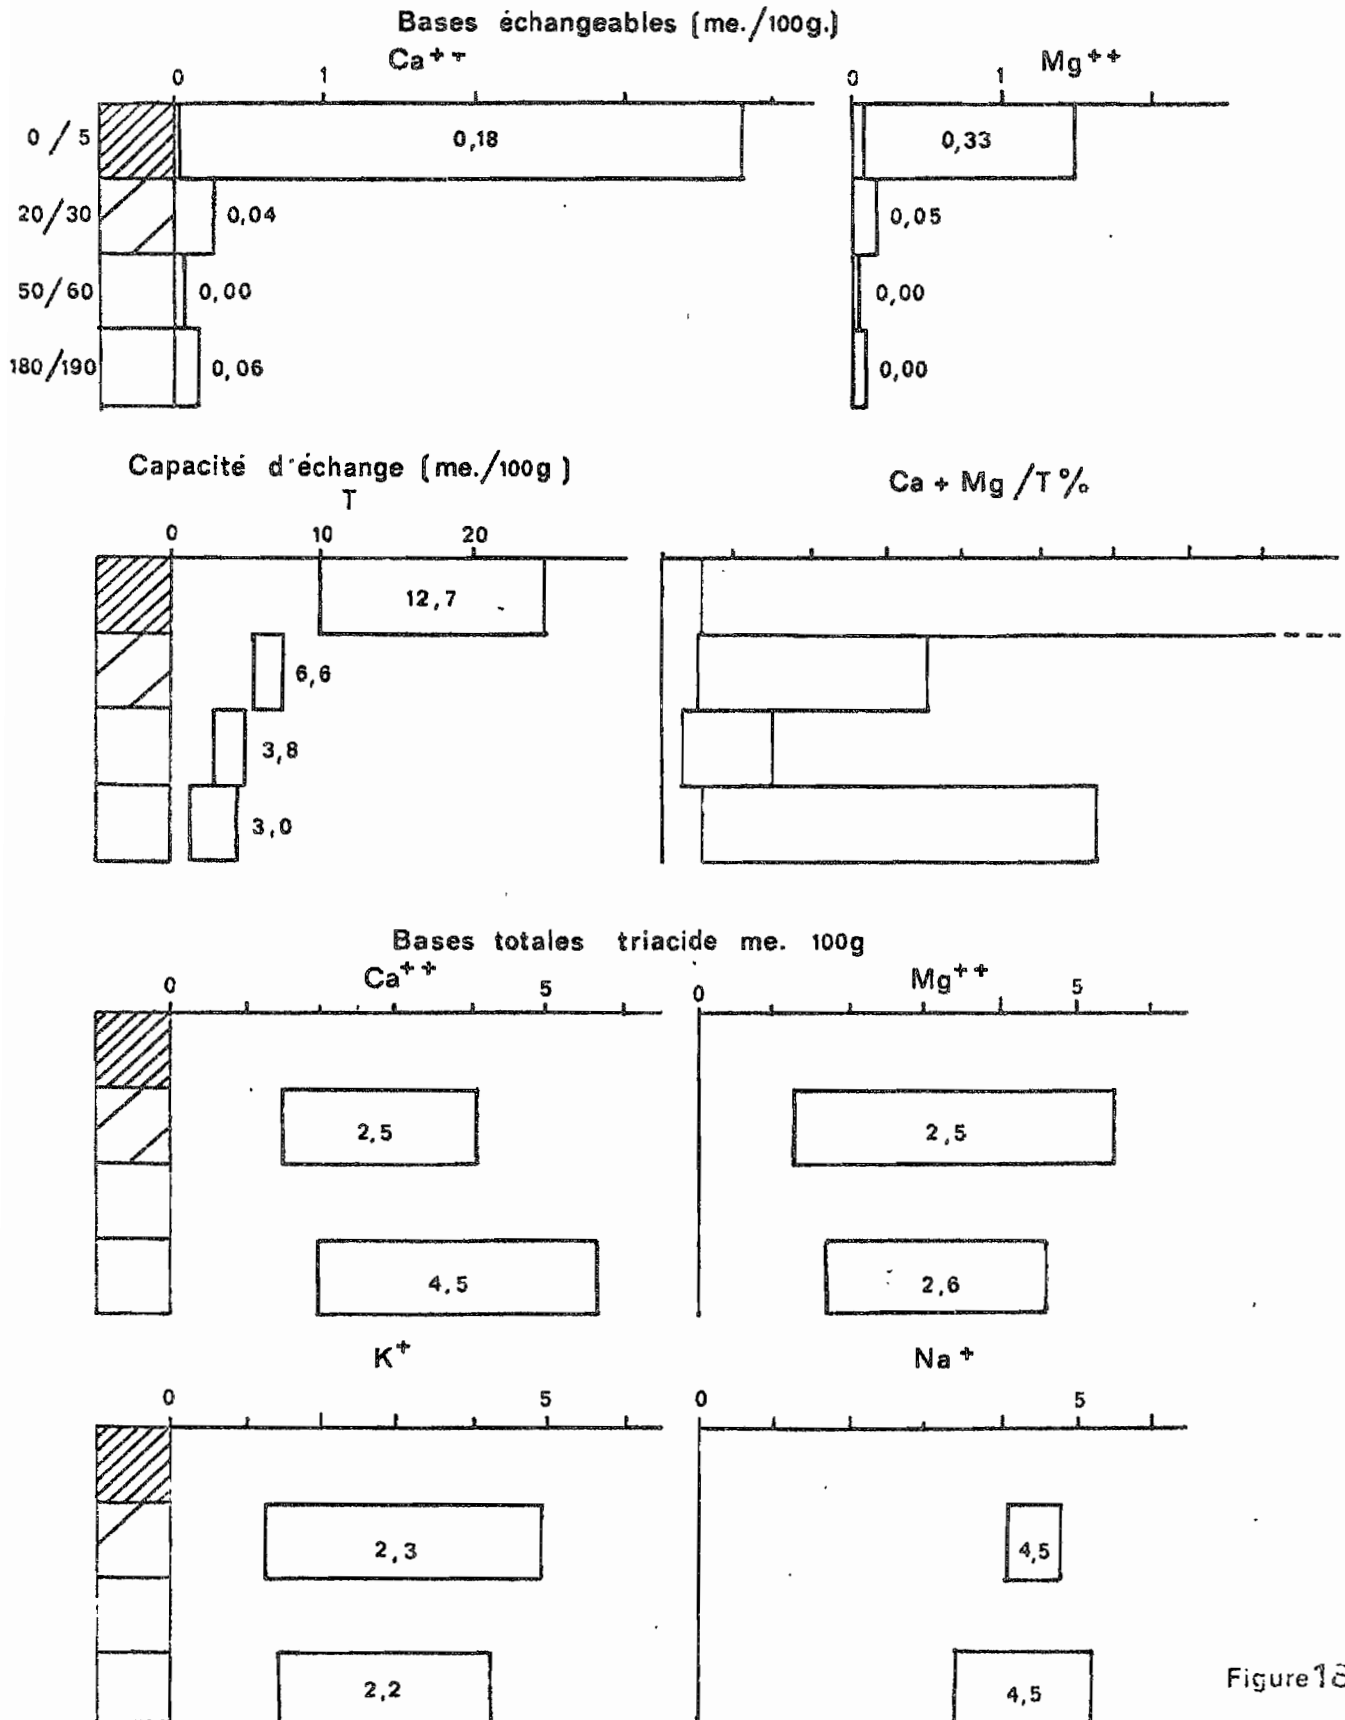 Bases échangeables (me./100g.)
Ca++ Mg++
0 1 0 1
0 / 5 0,18 0,33
20/30 0,04 0,05
50/60 0,00 0,00
180/190 0,06 0,00
Capacité d'échange (me./100g )
T
Ca + Mg /T%
0 10 20
12,7
6,6
3,8
3,0
Bases totales triacide me. 100g
Ca++ Mg++
0 5 0 5
2,5 2,5
4,5 2,6
K+ Na+
0 5 0 5
2,3 4,5
2,2 4,5
Figure